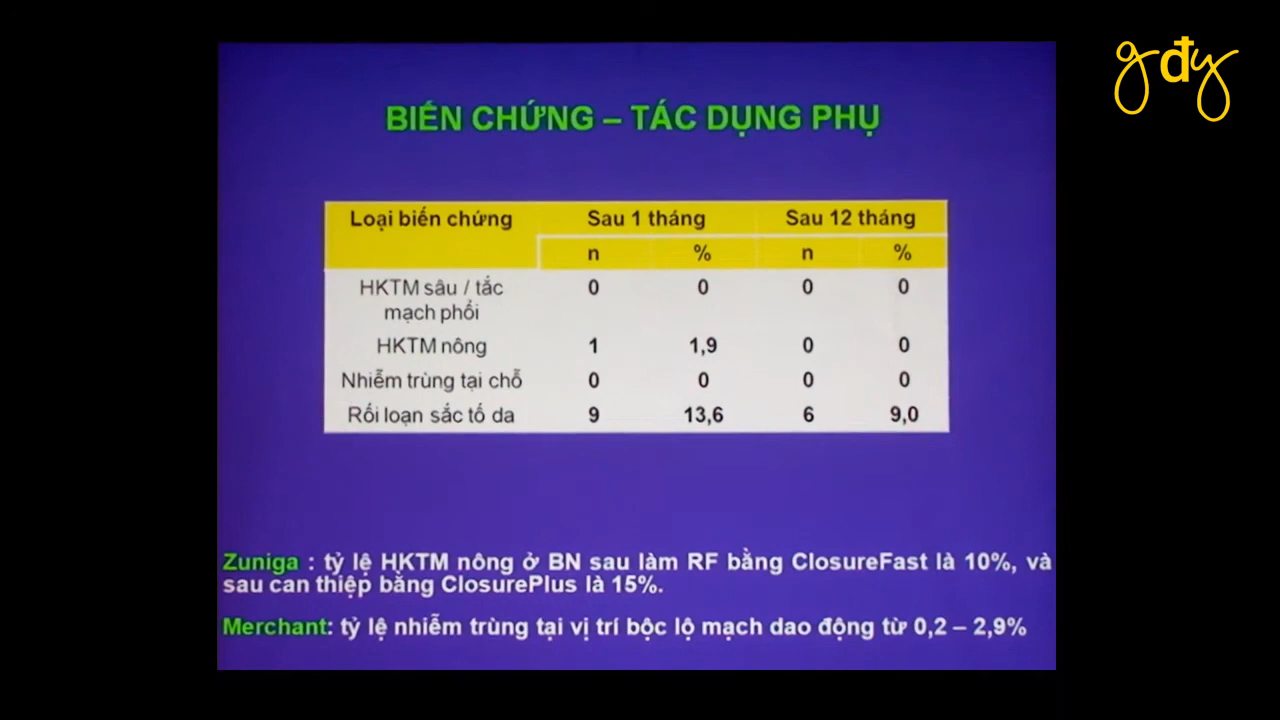 gđy
BIẾN CHỨNG – TÁC DỤNG PHỤ
Loại biến chứng Sau 1 tháng Sau 12 tháng
n % n %
HKTM sâu / tắc 0 0 0 0
mạch phổi
HKTM nông 1 1,9 0 0
Nhiễm trùng tại chỗ 0 0 0 0
Rối loạn sắc tố da 9 13,6 6 9,0
Zuniga : tỷ lệ HKTM nông ở BN sau làm RF bằng ClosureFast là 10%, và
sau can thiệp bằng ClosurePlus là 15%.
Merchant: tỷ lệ nhiễm trùng tại vị trí bộc lộ mạch dao động từ 0,2 – 2,9%